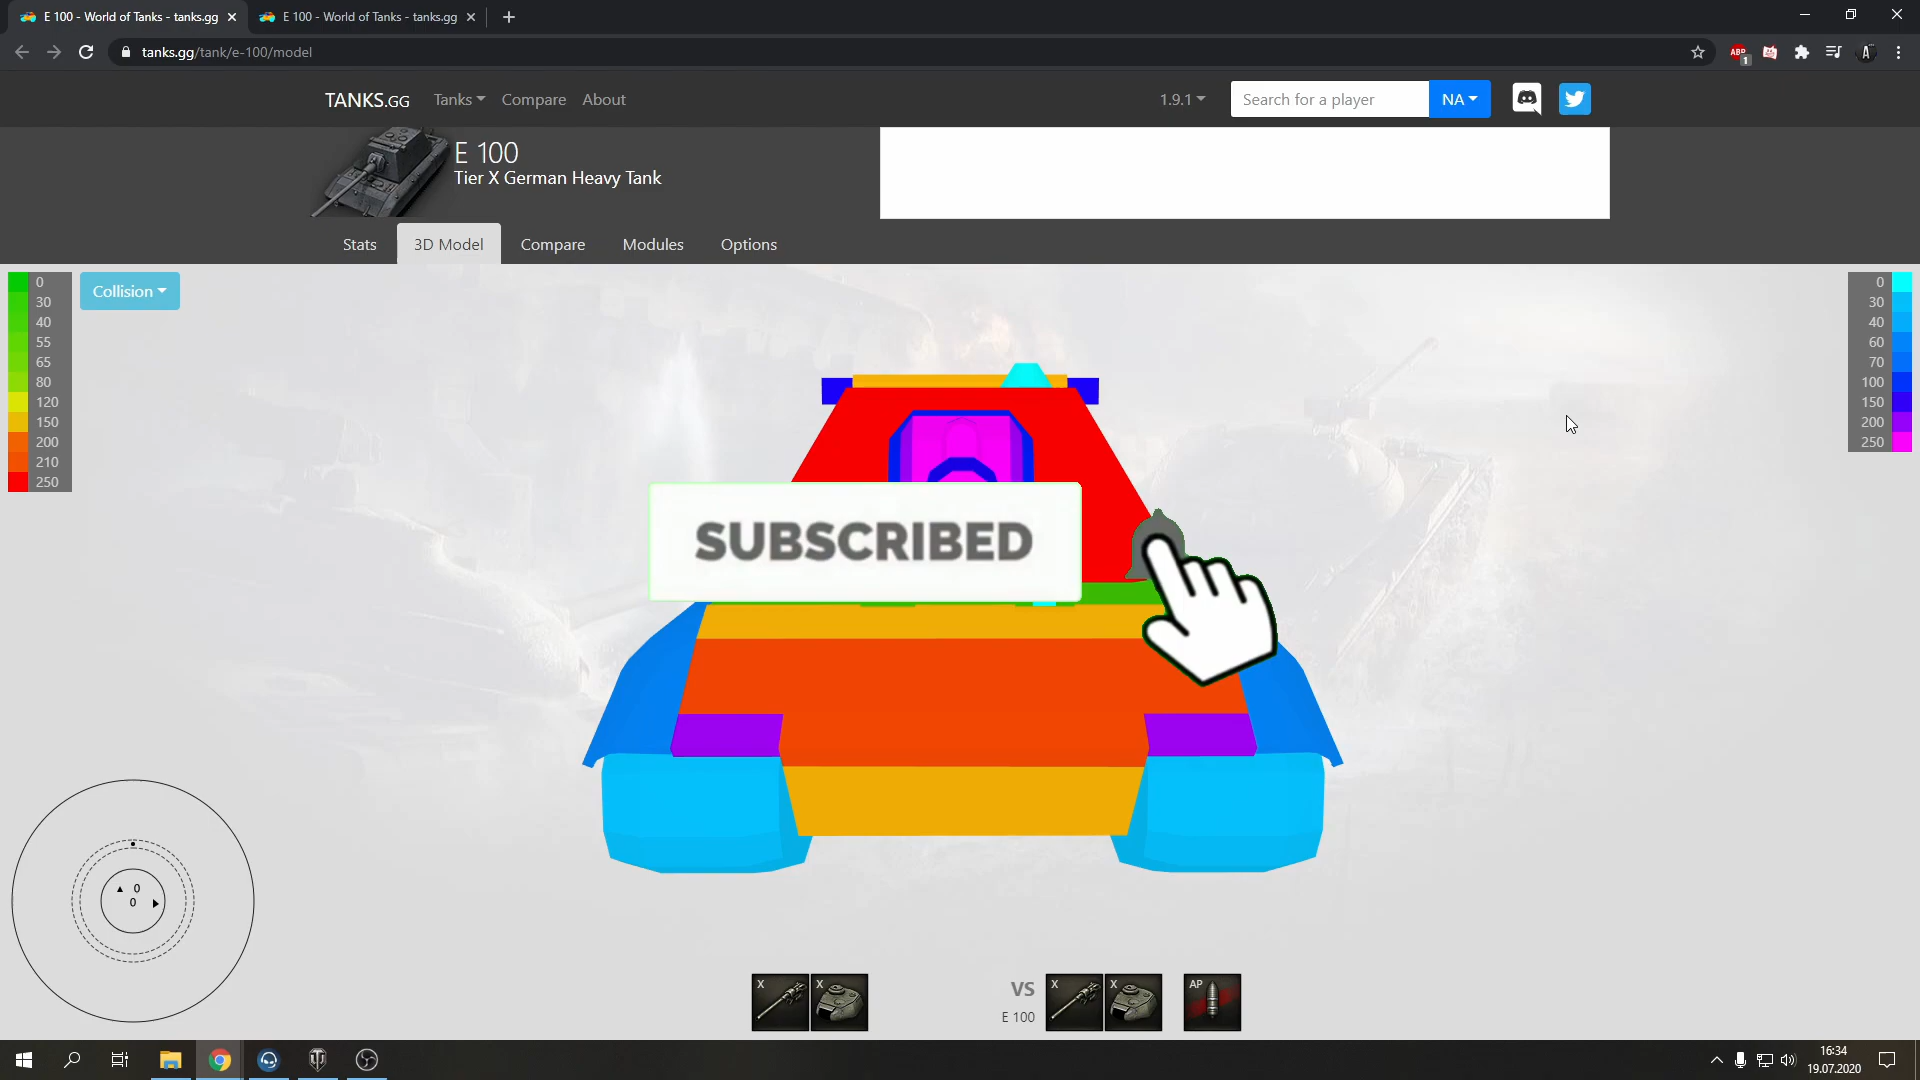 E 100 - World of Tanks - tanks.gg
E 100 - World of Tanks - tanks.gg
tanks.gg/tank/e-100/model
ABP
1
A
TANKS.GG
Tanks
Compare
About
1.9.1
Search for a player
NA
E 100
Tier X German Heavy Tank
Stats
3D Model
Compare
Modules
Options
Collision
0
30
40
55
65
80
120
150
200
210
250
0
30
40
60
70
100
150
200
250
SUBSCRIBED
0
0
X
X
VS
E 100
X
X
AP
16:34
19.07.2020